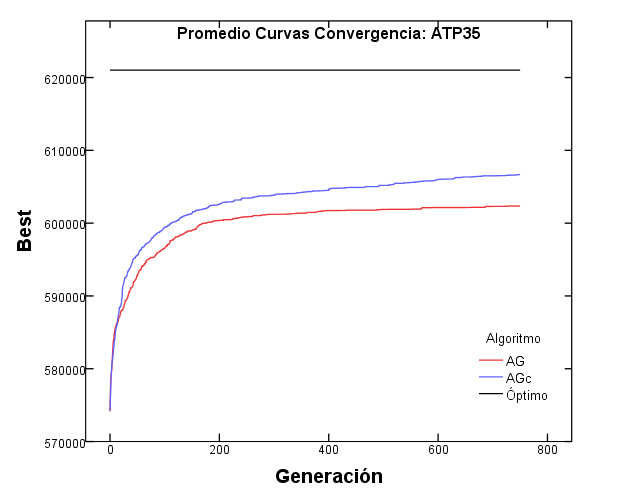 Promedio Curvas Convergencia: ATP35
620000
610000
600000
590000
580000
570000
Best
Algoritmo
AG
AGc
Óptimo
0
200
400
600
800
Generación